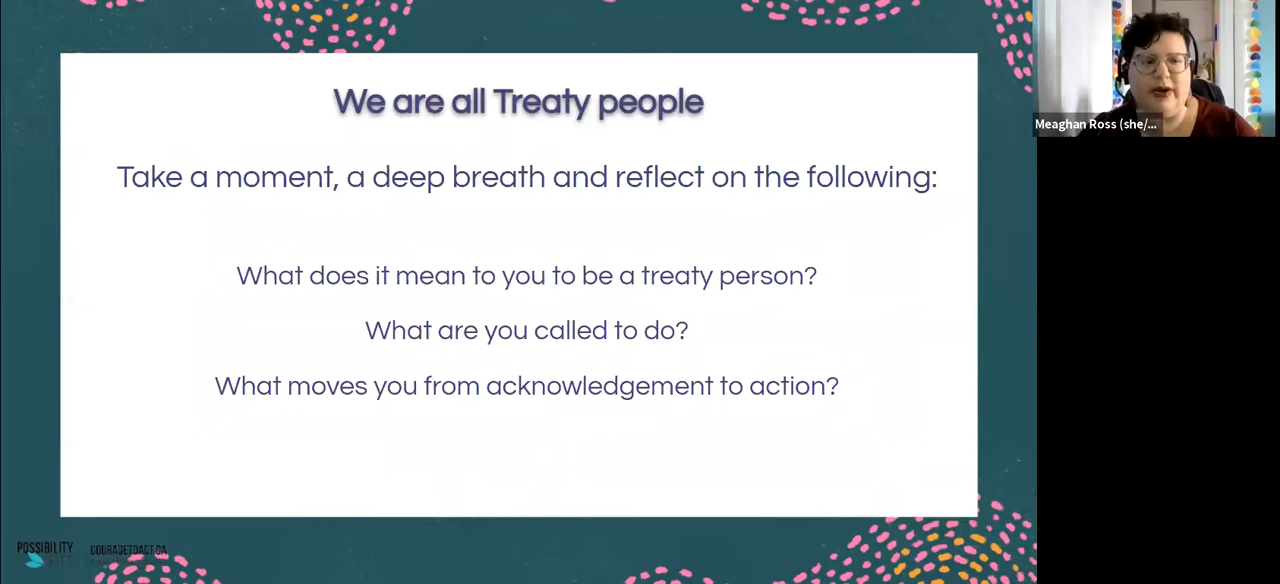 We are all Treaty people
Take a moment, a deep breath and reflect on the following:
What does it mean to you to be a treaty person?
What are you called to do?
What moves you from acknowledgement to action?
Meaghan Ross (she/...
POSSIBILITY
COURAGETOACT.CA